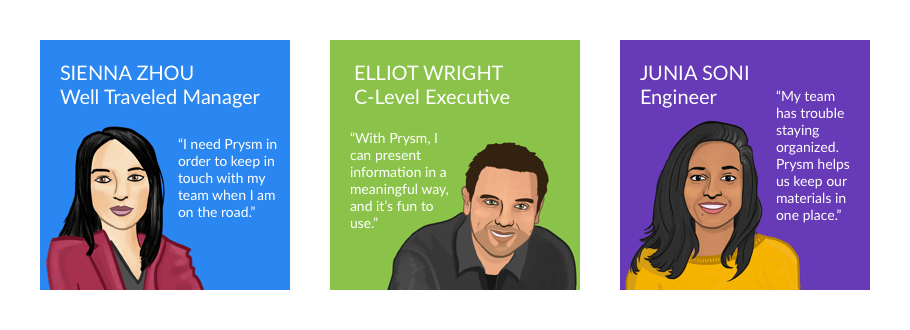 SIENNA ZHOU
Well Traveled Manager
“I need Prysm in
order to keep in
touch with my
team when I am
on the road.”
ELLIOT WRIGHT
C-Level Executive
“With Prysm, I
can present
information in a
meaningful way,
and it’s fun to
use.”
JUNIA SONI
Engineer
“My team
has trouble
staying
organized.
Prysm helps
us keep our
materials in
one place.”